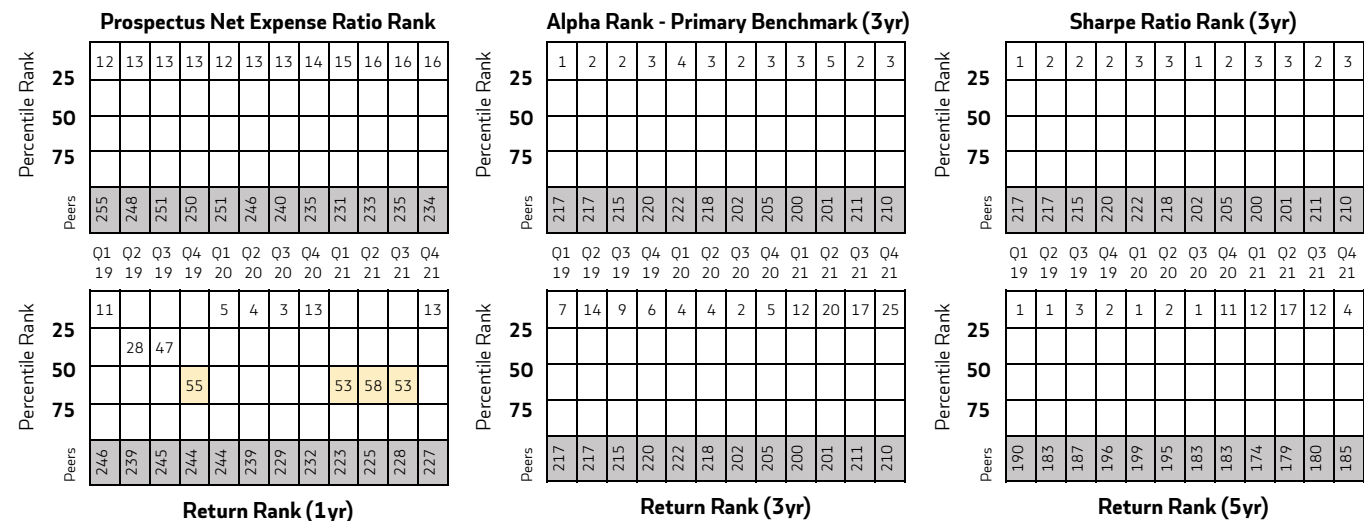 Prospectus Net Expense Ratio Rank
Percentile Rank
25
50
75
12 13 13 13 12 13 13 14 15 16 16 16
Peers
255 248 251 250 251 246 240 235 231 233 235 234
Alpha Rank - Primary Benchmark (3yr)
Percentile Rank
25
50
75
1 2 2 3 4 3 2 3 3 5 2 3
Peers
217 217 215 220 222 218 202 205 200 201 211 210
Sharpe Ratio Rank (3yr)
Percentile Rank
25
50
75
1 2 2 2 3 3 1 2 3 3 2 3
Peers
217 217 215 220 222 218 202 205 200 201 211 210
Q1 Q2 Q3 Q4 Q1 Q2 Q3 Q4 Q1 Q2 Q3 Q4
19 19 19 19 20 20 20 20 21 21 21 21
Q1 Q2 Q3 Q4 Q1 Q2 Q3 Q4 Q1 Q2 Q3 Q4
19 19 19 19 20 20 20 20 21 21 21 21
Q1 Q2 Q3 Q4 Q1 Q2 Q3 Q4 Q1 Q2 Q3 Q4
19 19 19 19 20 20 20 20 21 21 21 21
Percentile Rank
25
50
75
11 5 4 3 13 13
28 47
55 53 58 53
Peers
246 239 245 244 244 239 229 232 223 225 228 227
Return Rank (1yr)
Percentile Rank
25
50
75
7 14 9 6 4 4 2 5 12 20 17 25
Peers
217 217 215 220 222 218 202 205 200 201 211 210
Return Rank (3yr)
Percentile Rank
25
50
75
1 1 3 2 1 2 1 11 12 17 12 4
Peers
190 183 187 196 199 195 183 183 174 179 180 185
Return Rank (5yr)